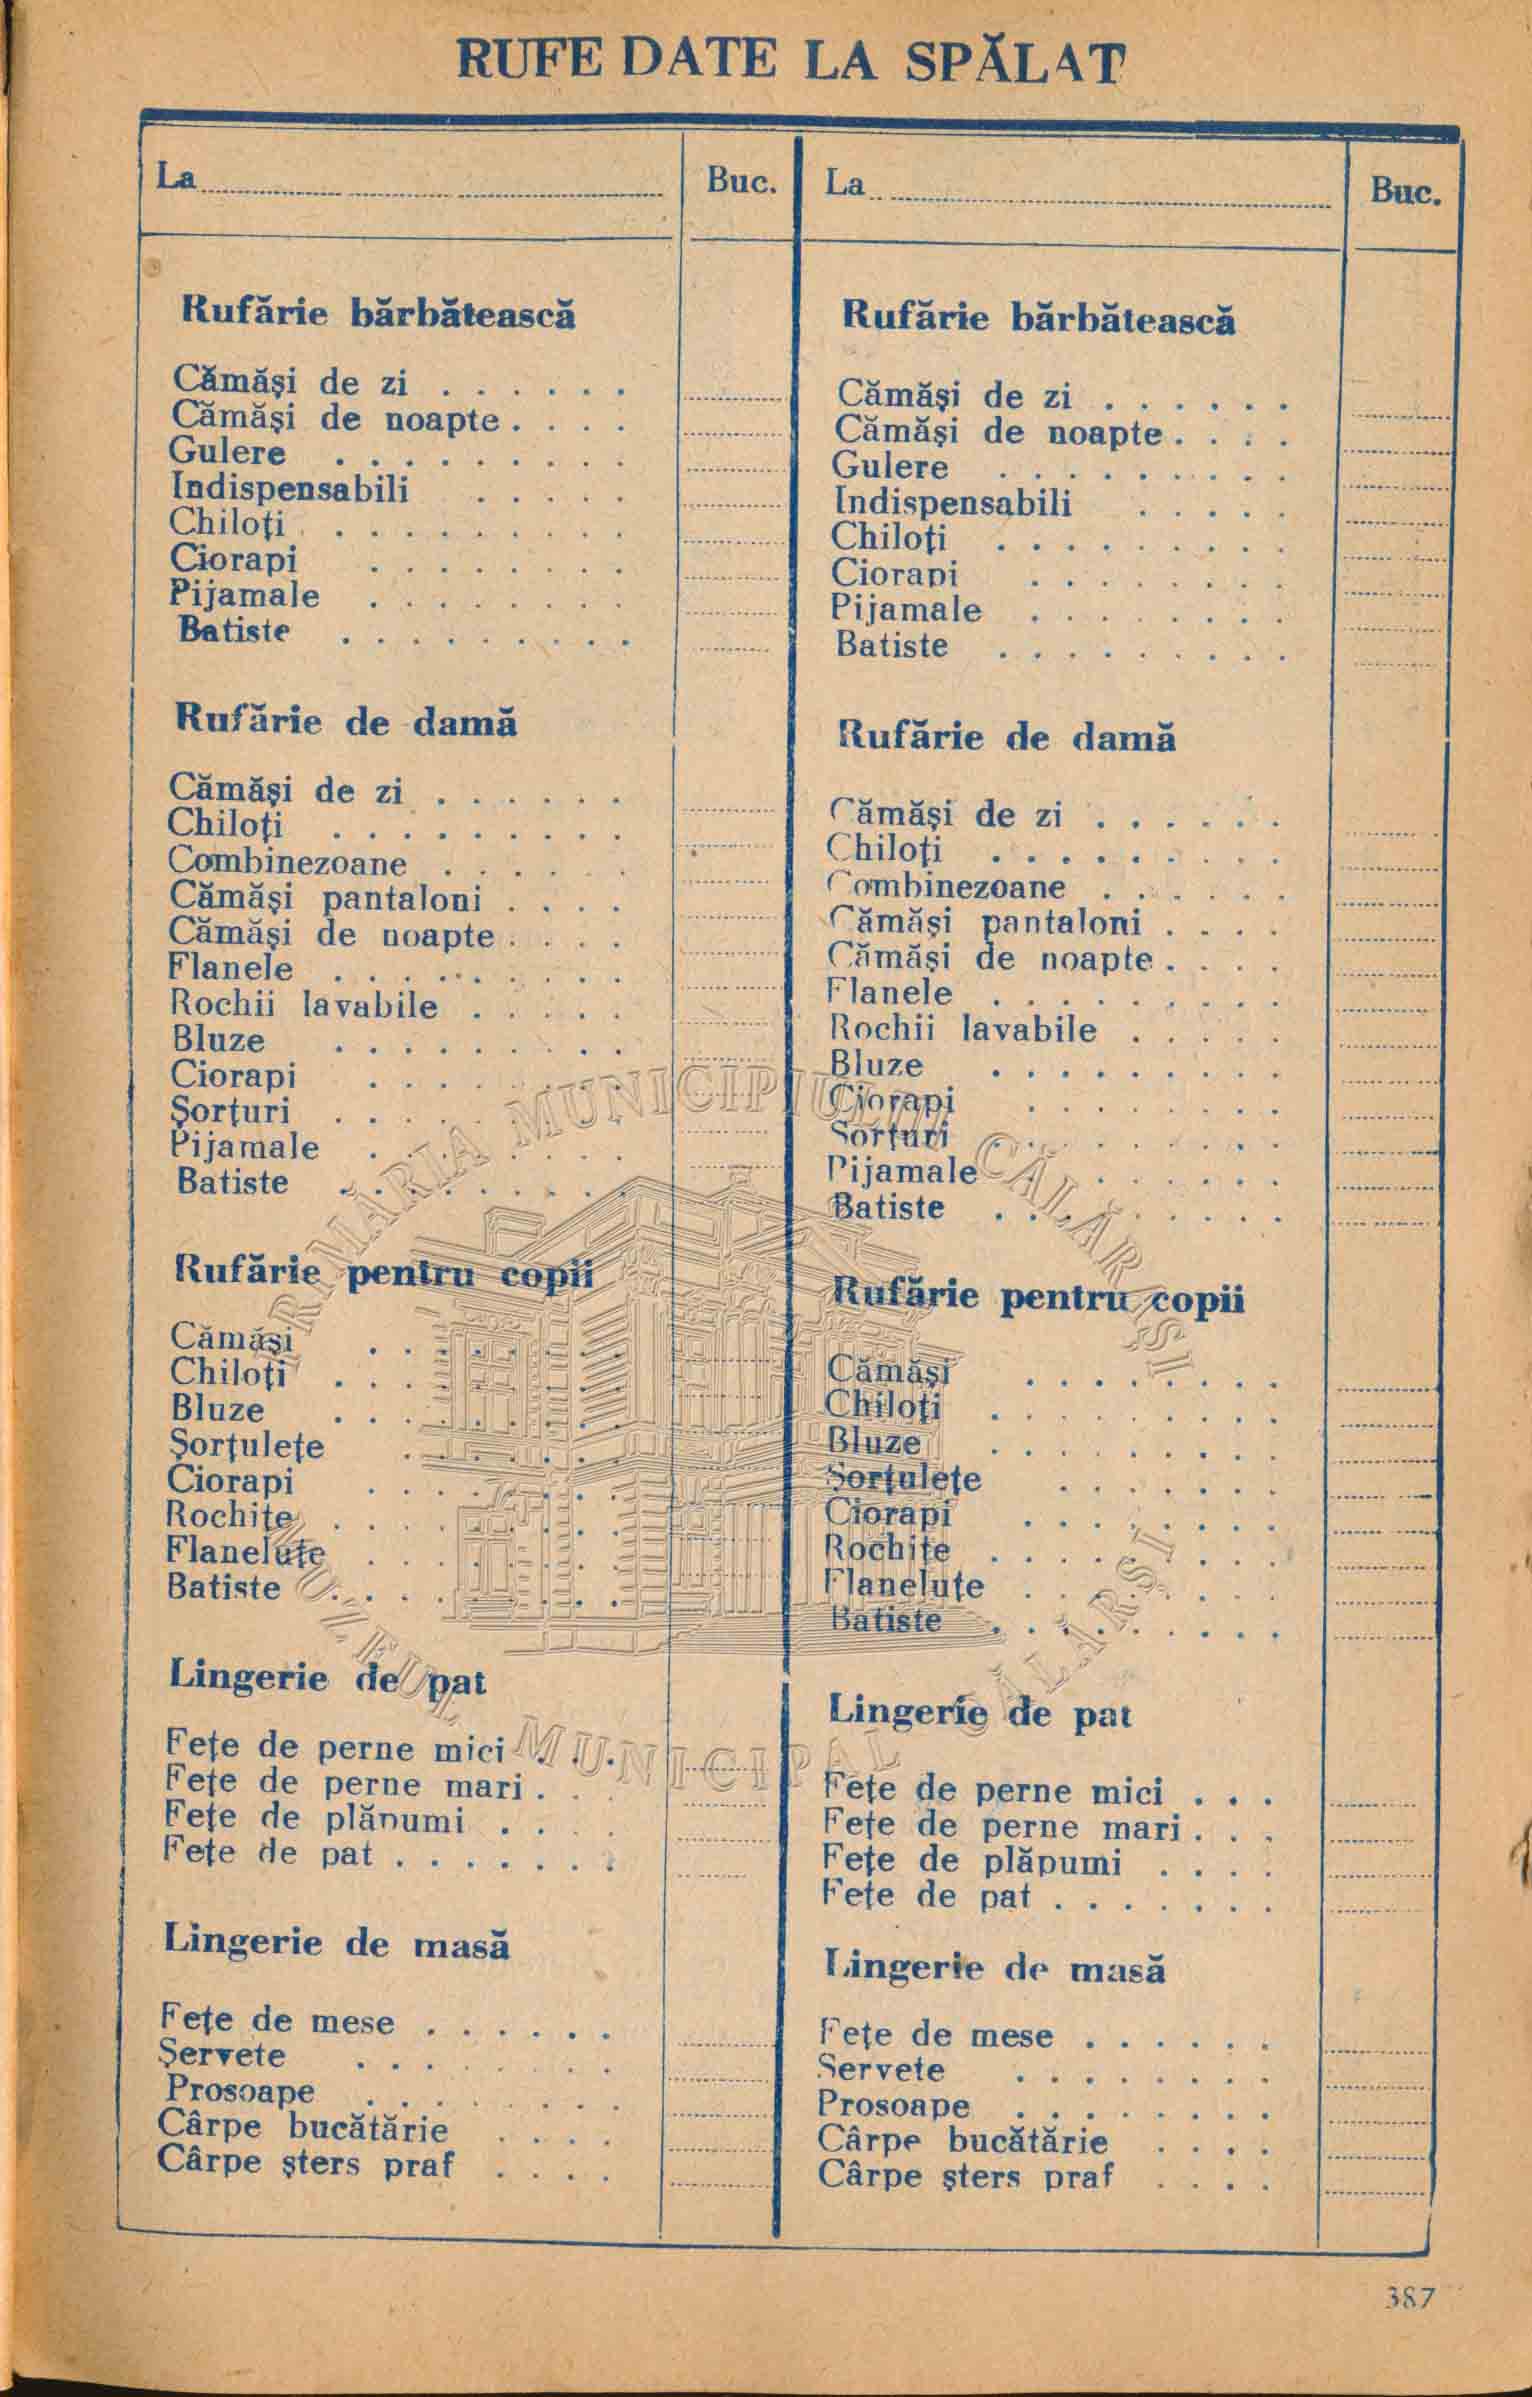 RUFE DATE LA SPĂLAT
La
Buc.
Rufărie bărbătească
Cămăşi de zi
Cămăşi de noapte
Gulere
Indispensabili
Chiloţi
Ciorapi
Pijamale
Batiste
Rufărie de damă
Cămăşi de zi
Chiloţi
Combinezoane
Cămăşi pantaloni
Cămăşi de noapte
Flanele
Rochii lavabile
Bluze
Ciorapi
Şorţuri
Pijamale
Batiste
Rufărie pentru copii
Cămăşi
Chiloţi
Bluze
Şorţuleţe
Ciorapi
Rochiţe
Flaneluţe
Batiste
Lingerie de pat
Feţe de perne mici
Feţe de perne mari
Feţe de plăpumi
Feţe de pat
Lingerie de masă
Feţe de mese
Şervete
Prosoape
Cârpe bucătărie
Cârpe şters praf
La
Buc.
Rufărie bărbătească
Cămăşi de zi
Cămăşi de noapte
Gulere
Indispensabili
Chiloţi
Ciorapi
Pijamale
Batiste
Rufărie de damă
Cămăşi de zi
Chiloţi
Combinezoane
Cămăşi pantaloni
Cămăşi de noapte
Flanele
Rochii lavabile
Bluze
Ciorapi
Şorţuri
Pijamale
Batiste
Rufărie pentru copii
Cămăşi
Chiloţi
Bluze
Şorţuleţe
Ciorapi
Rochiţe
Flaneluţe
Batiste
Lingerie de pat
Feţe de perne mici
Feţe de perne mari
Feţe de plăpumi
Feţe de pat
Lingerie de masă
Feţe de mese
Servete
Prosoape
Cârpe bucătărie
Cârpe şters praf
387
PRIMĂRIA MUNICIPIULUI CĂLĂRAŞI
MUZEUL MUNICIPAL CĂLĂRAŞI